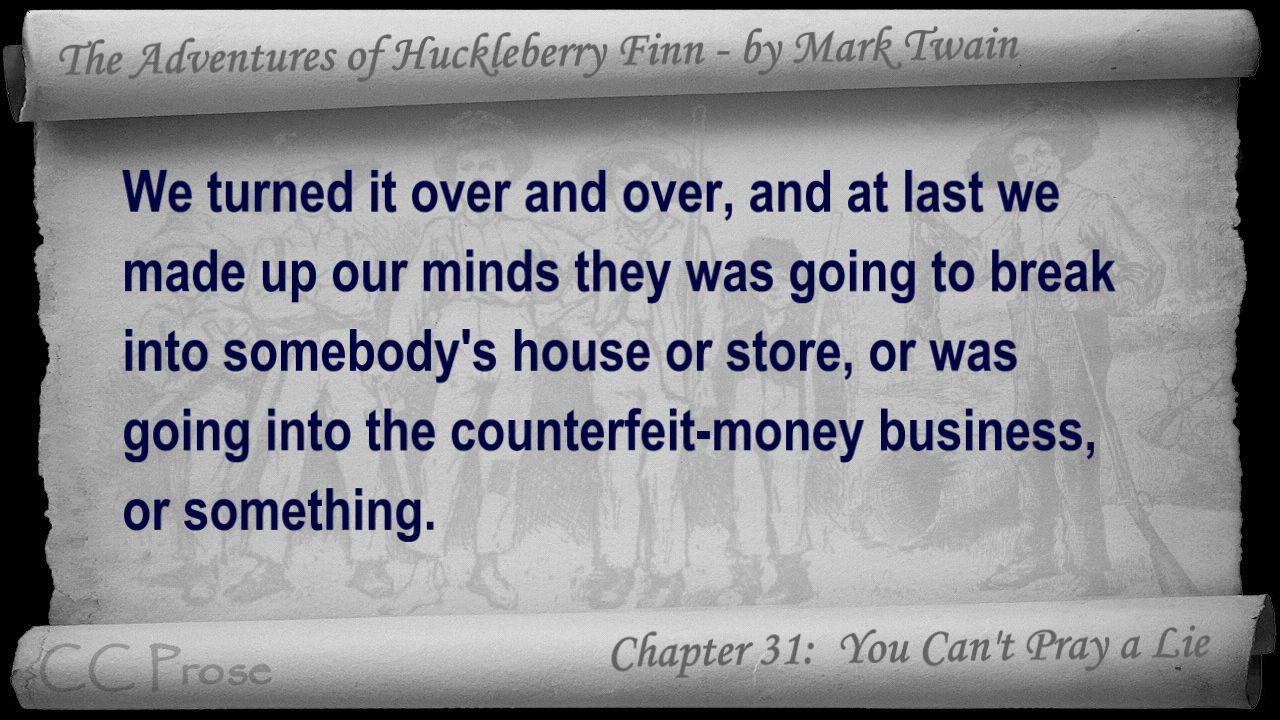 The Adventures of Huckleberry Finn - by Mark Twain
We turned it over and over, and at last we
made up our minds they was going to break
into somebody's house or store, or was
going into the counterfeit-money business,
or something.
CC Prose
Chapter 31: You Can't Pray a Lie